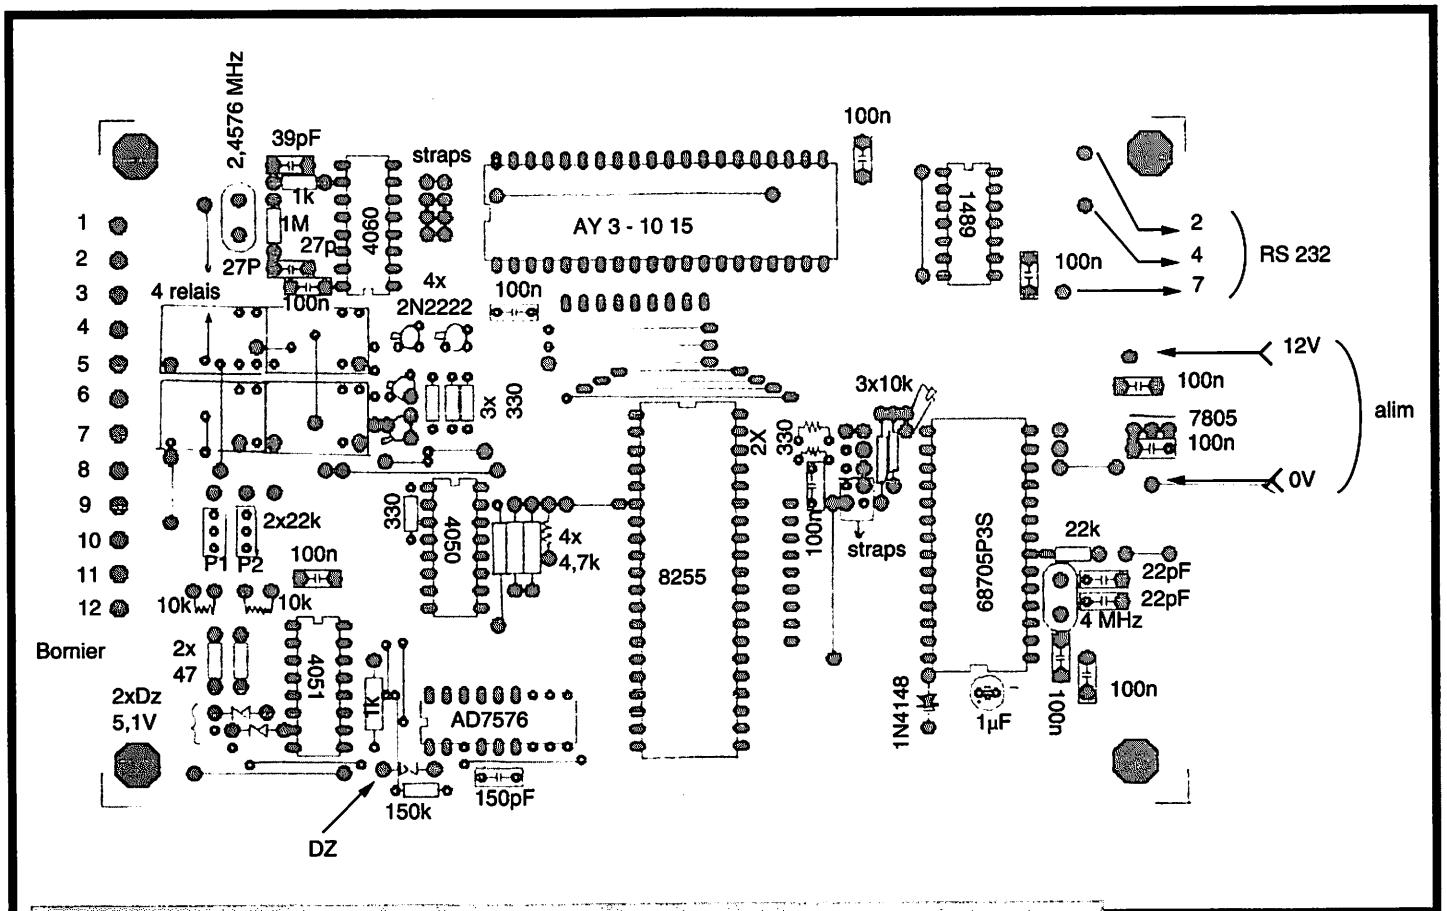 2,4576 MHz
39pF
1k
1M
27p
27P
100n
4060
straps
AY 3 - 10 15
100n
1489
100n
2
4
7
RS 232
1
2
3
4
5
6
7
8
9
10
11
12
Bornier
4 relais
4x
2N2222
100n
3x
330
12V
100n
7805
100n
0V
alim
2X
330
3x10k
100n
straps
68705P3S
22k
22pF
22pF
4 MHz
100n
100n
1µF
1N4148
8255
330
4050
4x
4,7k
2x22k
P1
P2
100n
10k
10k
2x
47
4051
1k
2xDz
5,1V
AD7576
150k
150pF
DZ